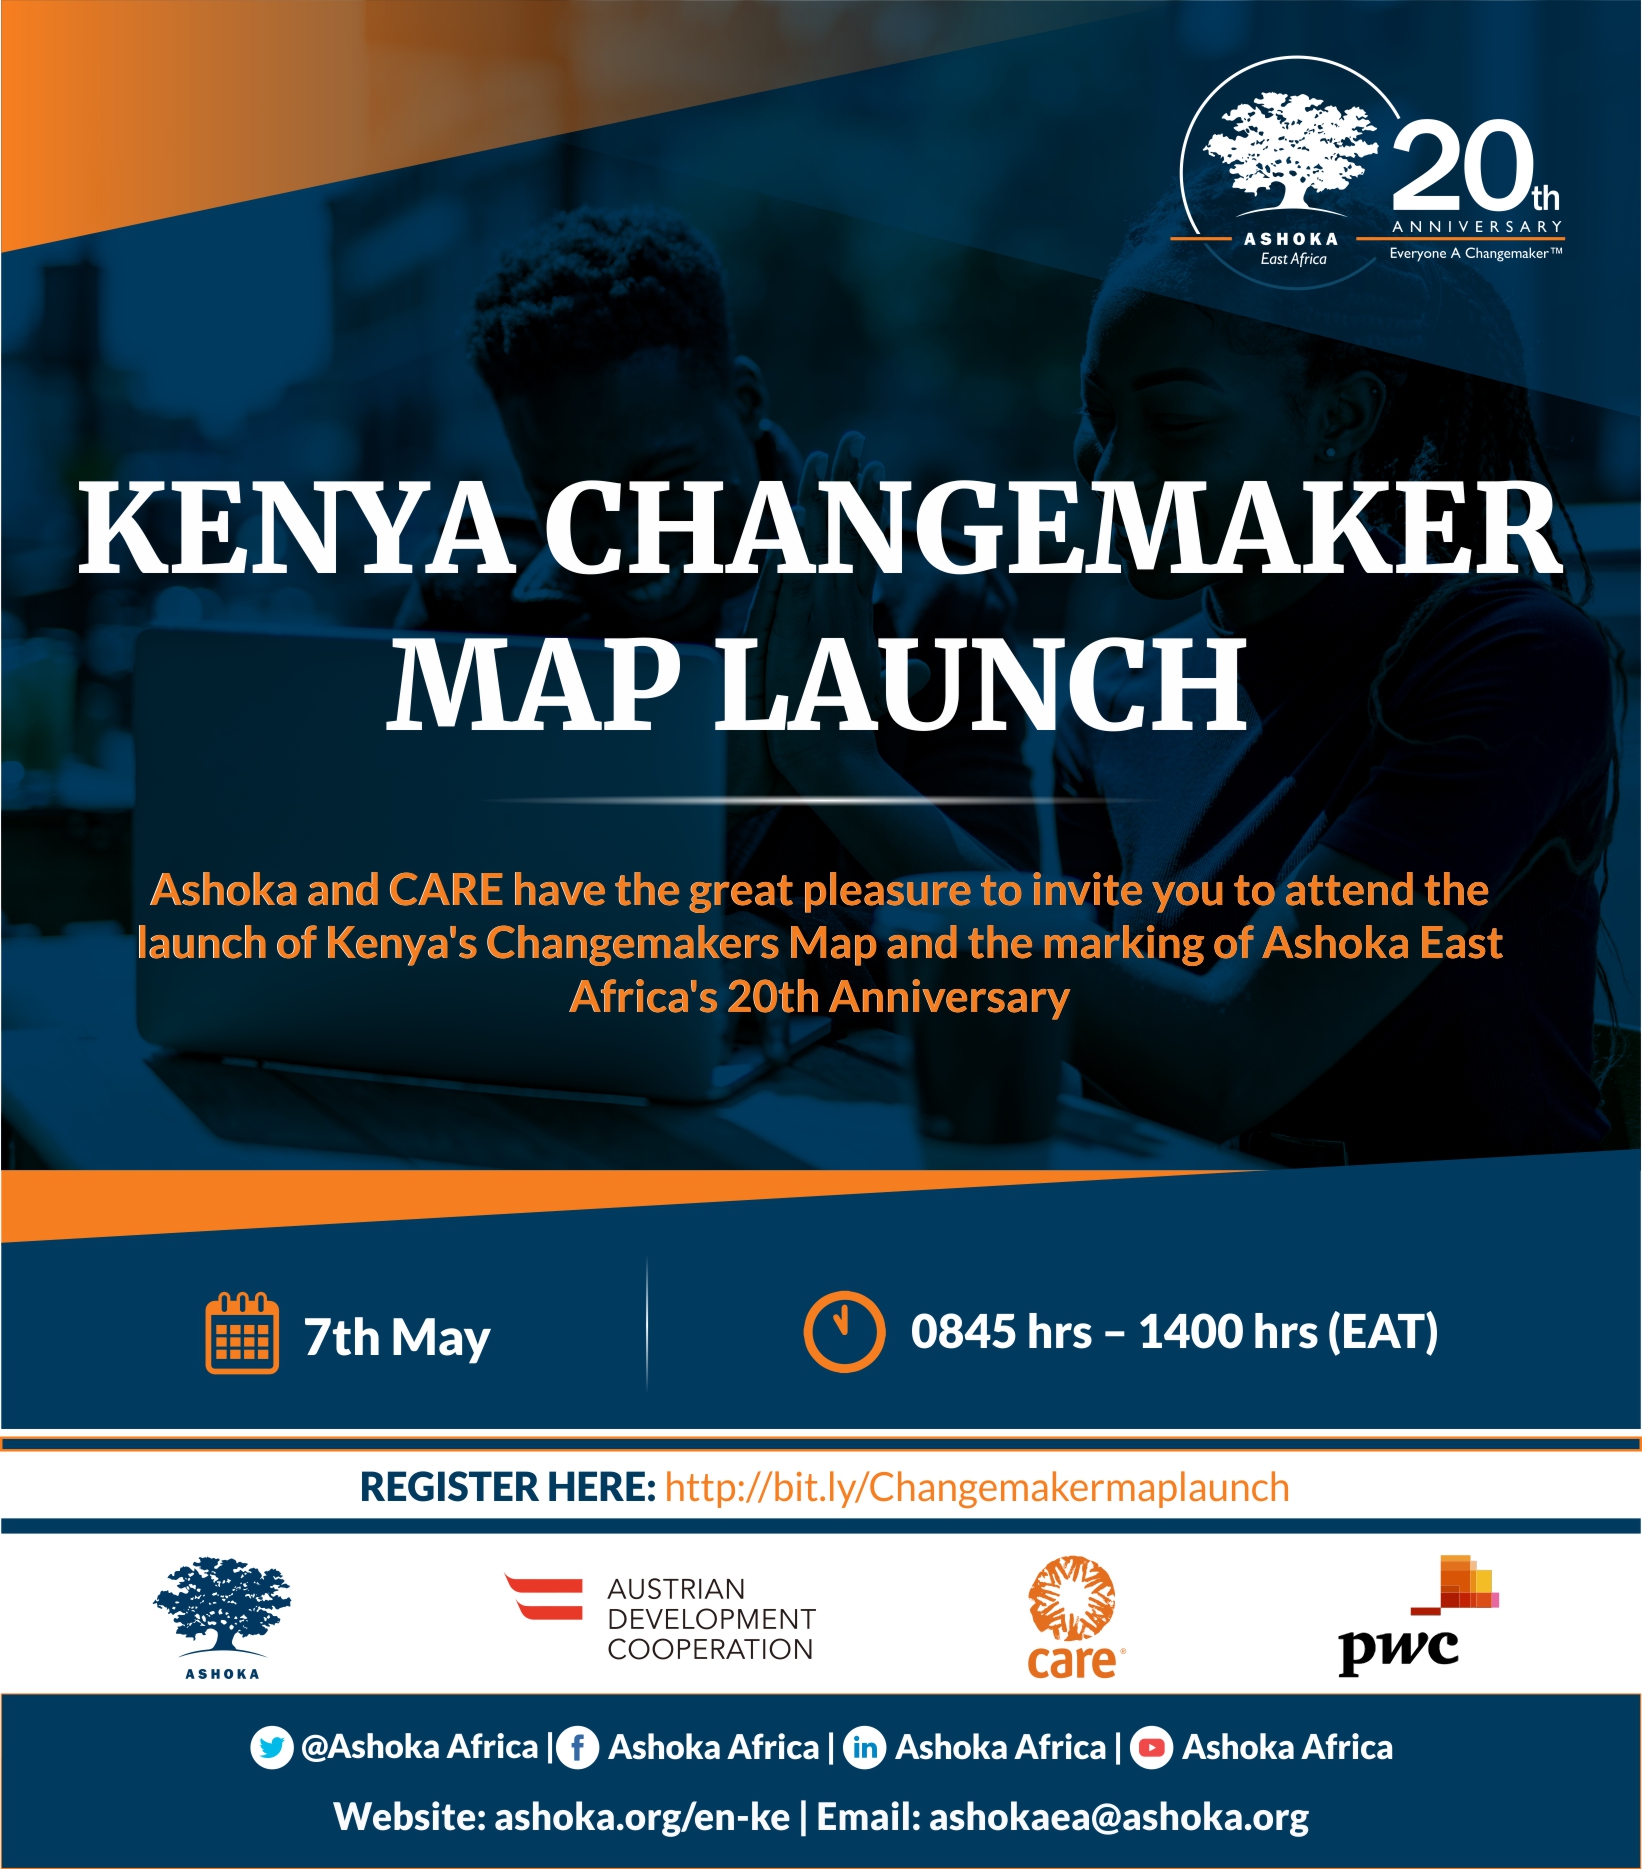 20th
ANNIVERSARY
ASHOKA
East Africa
Everyone A Changemaker™
KENYA CHANGEMAKER
MAP LAUNCH
Ashoka and CARE have the great pleasure to invite you to attend the
launch of Kenya's Changemakers Map and the marking of Ashoka East
Africa's 20th Anniversary
7th May
0845 hrs – 1400 hrs (EAT)
REGISTER HERE: http://bit.ly/Changemakermaplaunch
ASHOKA
AUSTRIAN
DEVELOPMENT
COOPERATION
care®
pwc
@Ashoka Africa | Ashoka Africa | Ashoka Africa | Ashoka Africa
Website: ashoka.org/en-ke | Email: ashokaea@ashoka.org